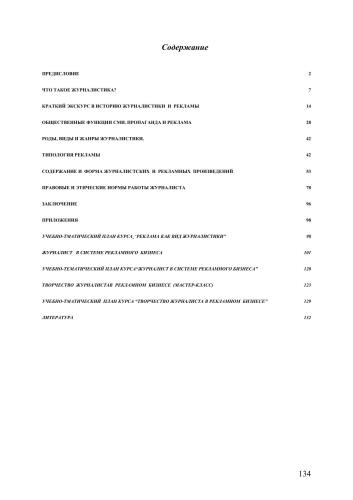 Содержание
ПРЕДИСЛОВИЕ 2
ЧТО ТАКОЕ ЖУРНАЛИСТИКА? 7
КРАТКИЙ ЭКСКУРС В ИСТОРИЮ ЖУРНАЛИСТИКИ И РЕКЛАМЫ 14
ОБЩЕСТВЕННЫЕ ФУНКЦИИ СМИ. ПРОПАГАНДА И РЕКЛАМА 28
РОДЫ, ВИДЫ И ЖАНРЫ ЖУРНАЛИСТИКИ. 42
ТИПОЛОГИЯ РЕКЛАМЫ 42
СОДЕРЖАНИЕ И ФОРМА ЖУРНАЛИСТСКИХ И РЕКЛАМНЫХ ПРОИЗВЕДЕНИЙ 53
ПРАВОВЫЕ И ЭТИЧЕСКИЕ НОРМЫ РАБОТЫ ЖУРНАЛИСТА 78
ЗАКЛЮЧЕНИЕ 96
ПРИЛОЖЕНИЯ 98
УЧЕБНО-ТМАТИЧЕСКИЙ ПЛАН КУРСА „РЕКЛАМА КАК ВИД ЖУРНАЛИСТИКИ" 98
ЖУРНАЛИСТ В СИСТЕМЕ РЕКЛАМНОГО БИЗНЕСА 101
УЧЕБНО-ТЕМАТИЧЕСКИЙ ПЛАН КУРСА"ЖУРНАЛИСТ В СИСТЕМЕ РЕКЛАМНОГО БИЗНЕСА" 120
ТВОРЧЕСТВО ЖУРНАЛИСТАВ РЕКЛАМНОМ БИЗНЕСЕ (МАСТЕР-КЛАСС) 123
УЧЕБНО-ТМАТИЧЕСКИЙ ПЛАН КУРСА "ТВОРЧЕСТВО ЖУРНАЛИСТА В РЕКЛАМНОМ БИЗНЕСЕ" 129
ЛИТЕРАТУРА 132
134